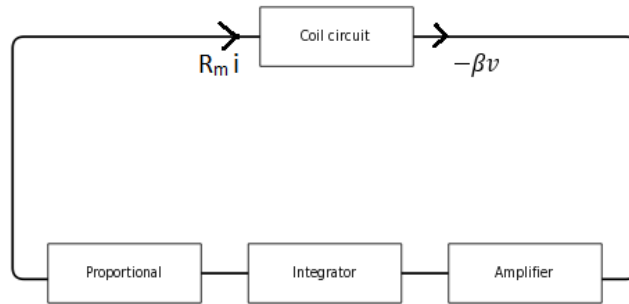 Coil circuit
Rₘ i
−βv
Proportional
Integrator
Amplifier